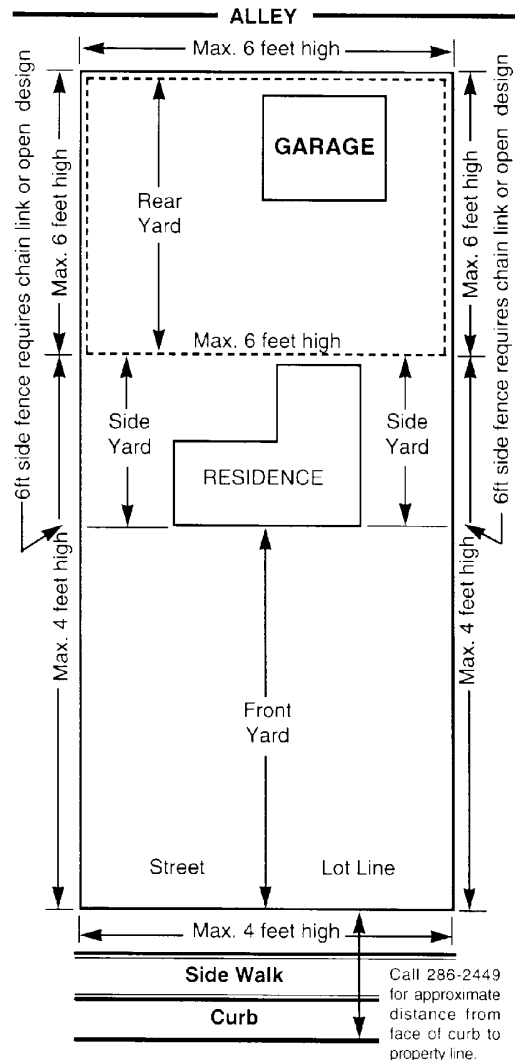 ALLEY
Max. 6 feet high
6ft side fence requires chain link or open design
Max. 6 feet high
Rear
Yard
GARAGE
Max. 6 feet high
6ft side fence requires chain link or open design
Max. 6 feet high
Side
Yard
Side
Yard
RESIDENCE
Max. 4 feet high
Max. 4 feet high
Front
Yard
Street
Lot Line
Max. 4 feet high
Side Walk
Curb
Call 286-2449
for approximate
distance from
face of curb to
property line.